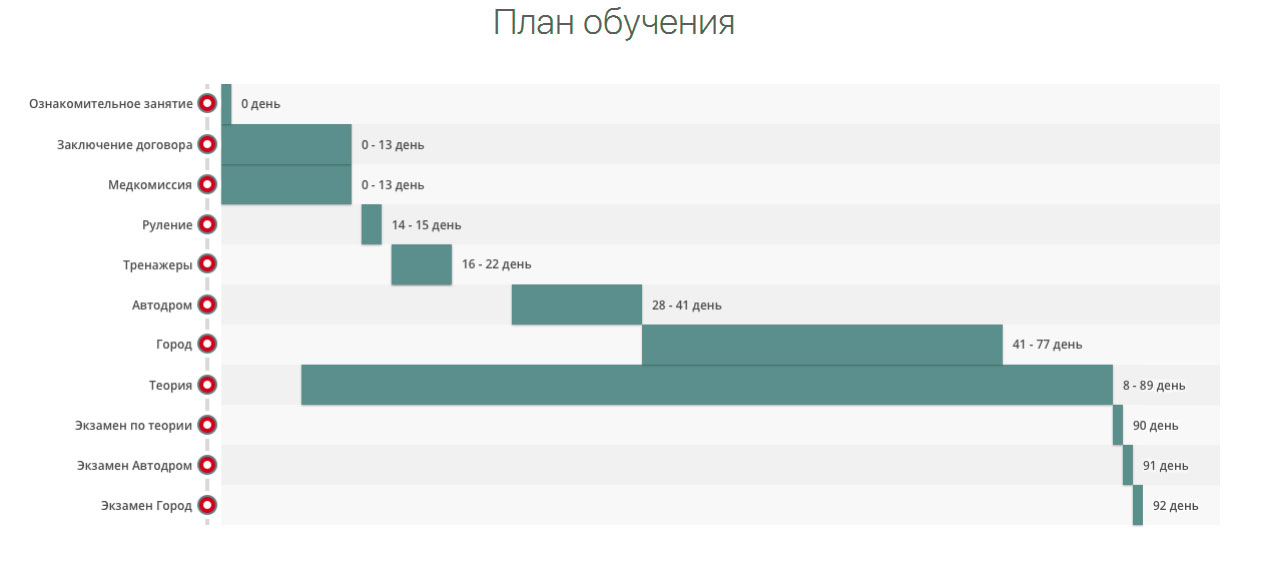 План обучения
Ознакомительное занятие 0 день
Заключение договора 0 - 13 день
Медкомиссия 0 - 13 день
Руление 14 - 15 день
Тренажеры 16 - 22 день
Автодром 28 - 41 день
Город 41 - 77 день
Теория 8 - 89 день
Экзамен по теории 90 день
Экзамен Автодром 91 день
Экзамен Город 92 день